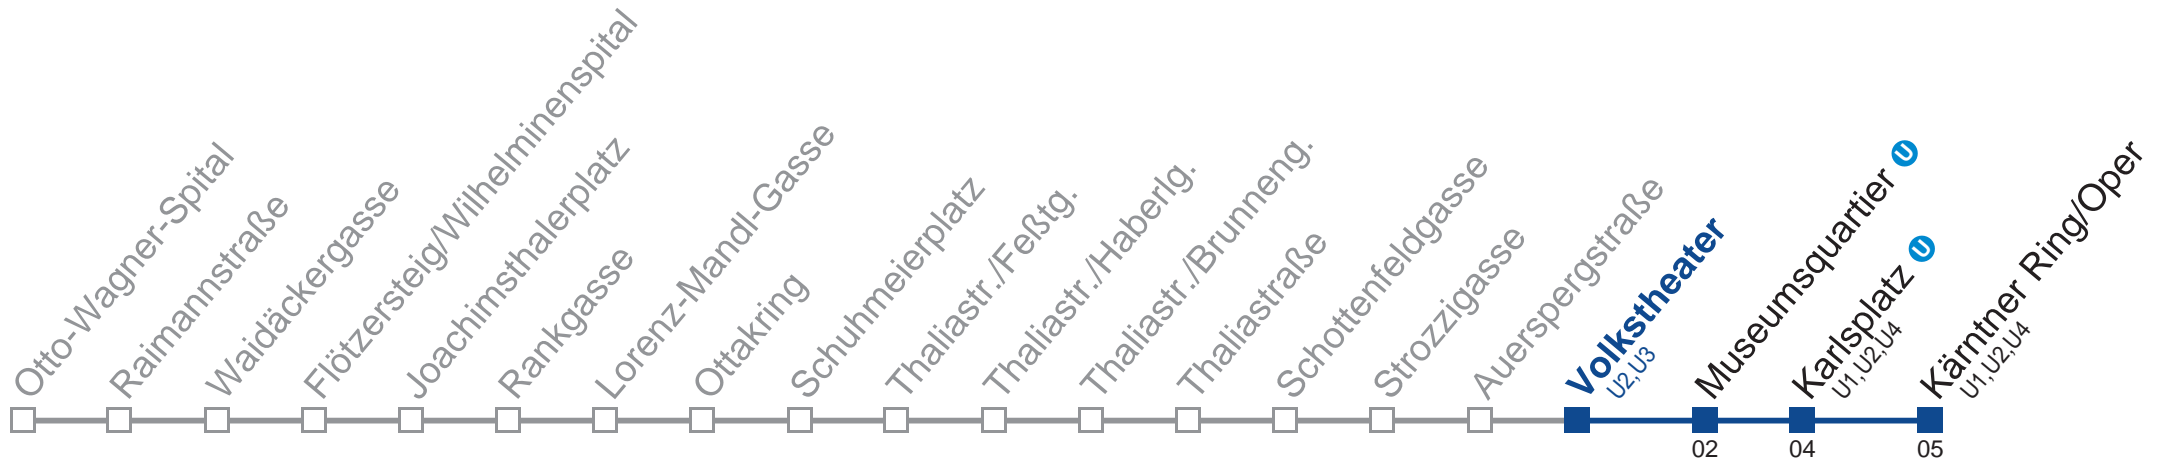 Otto-Wagner-Spital
Raimannstraße
Waidäckergasse
Flötzersteig/Wilhelminenspital
Joachimsthalerplatz
Rankgasse
Lorenz-Mandl-Gasse
Ottakring
Schuhmeierplatz
Thaliastr./Feßtg.
Thaliastr./Haberlg.
Thaliastr./Brunneng.
Thaliastraße
Schottenfeldgasse
Strozzigasse
Auerspergstraße
Volkstheater
U2,U3
Museumsquartier U
Karlsplatz U
U1,U2,U4
Kärntner Ring/Oper
U1,U2,U4
02
04
05